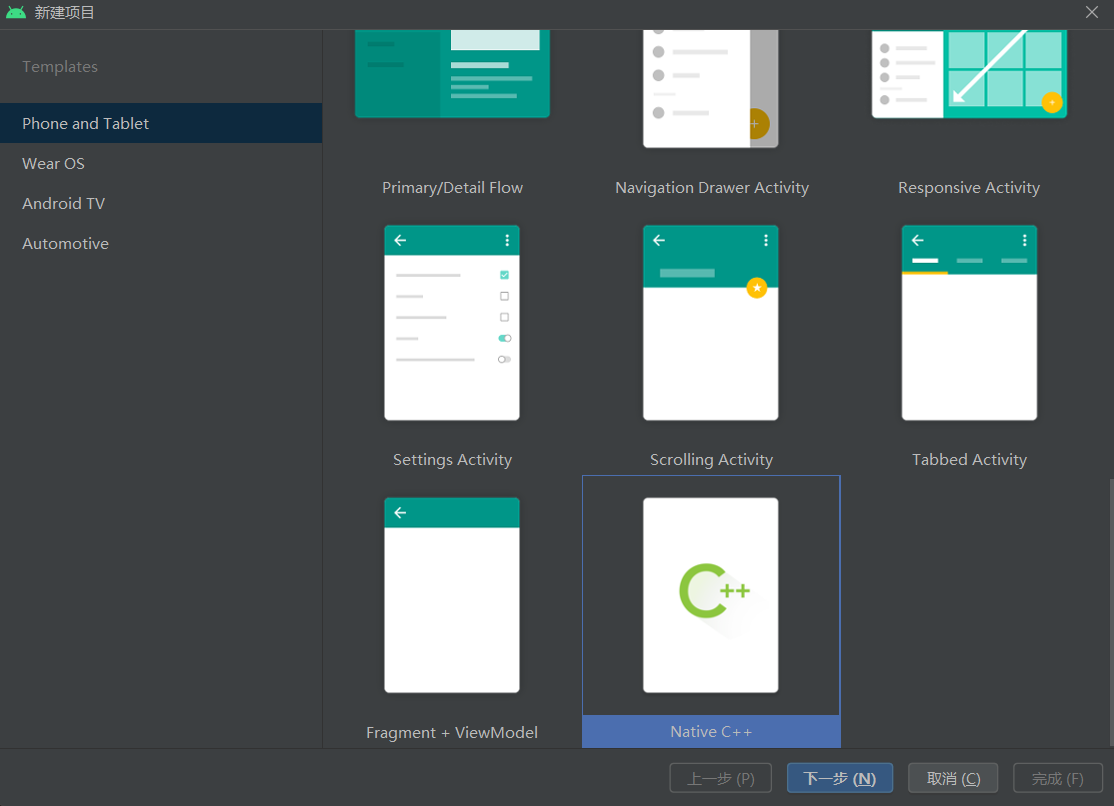 新建项目
Templates
Phone and Tablet
Wear OS
Android TV
Automotive
Primary/Detail Flow
Navigation Drawer Activity
Responsive Activity
Settings Activity
Scrolling Activity
Tabbed Activity
C++
Fragment + ViewModel
Native C++
上一步 (P)
下一步 (N)
取消 (C)
完成 (F)